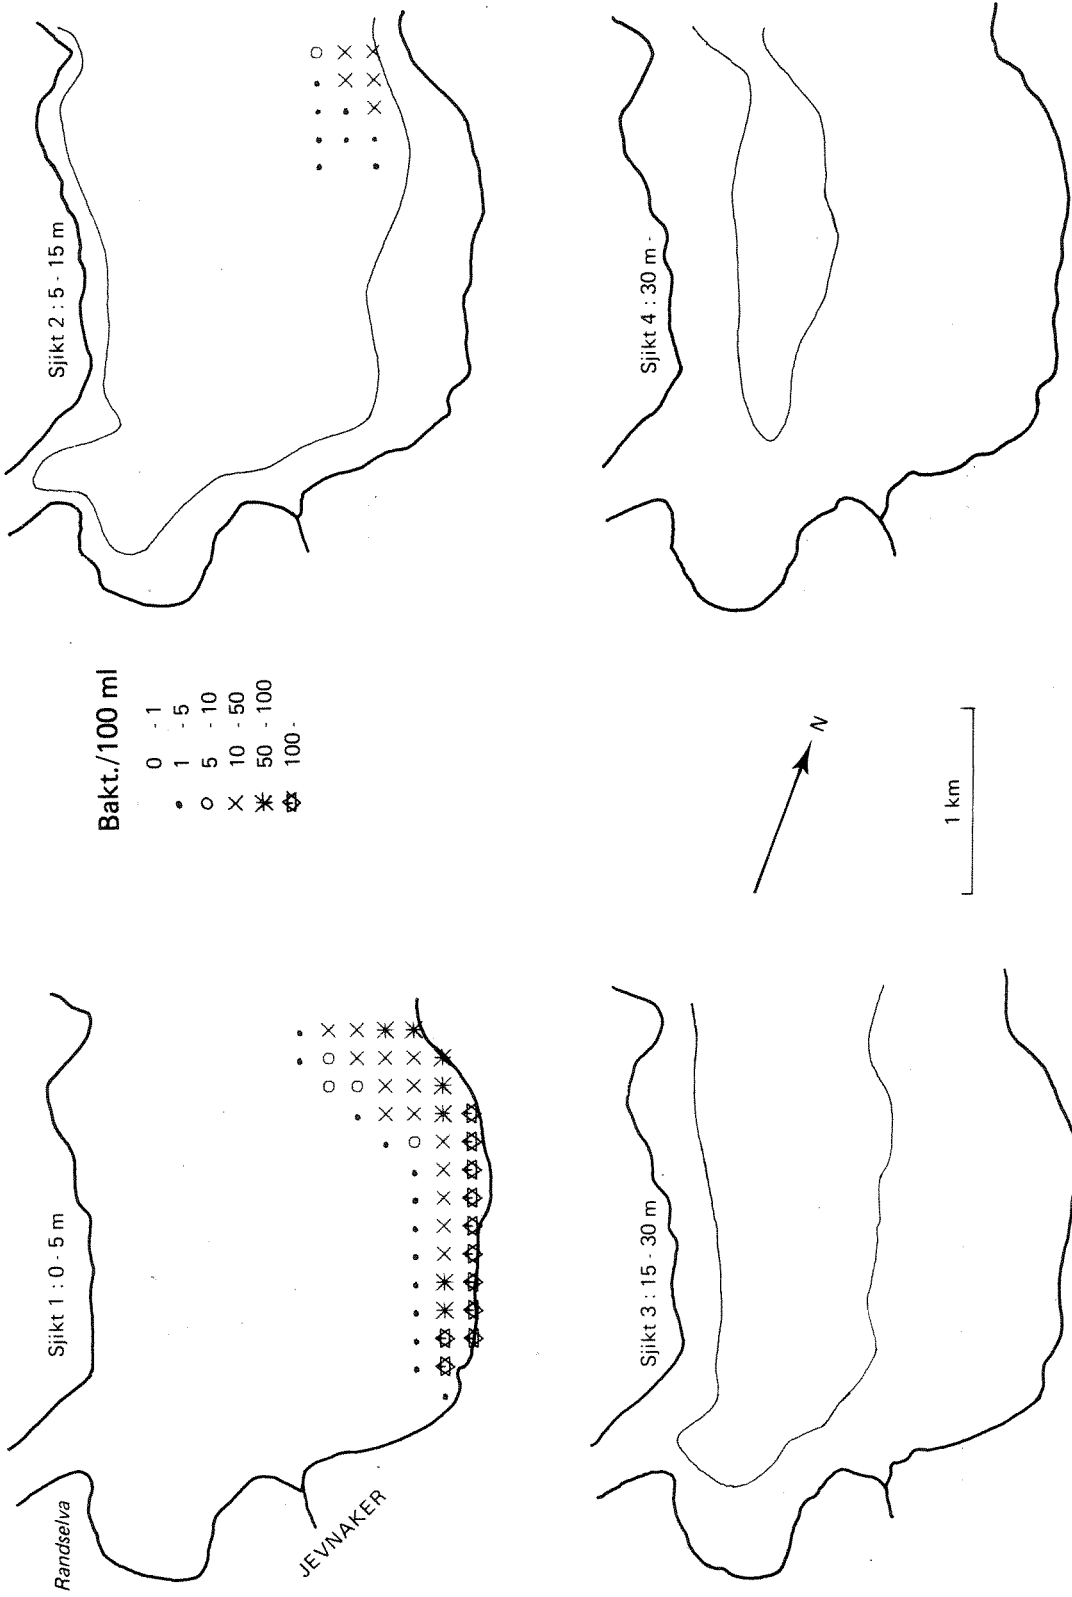 Sjikt 1 : 0 - 5 m
Randselva
JEVNAKER
Bakt./100 ml
0 - 1
1 - 5
5 - 10
10 - 50
50 - 100
100 -
Sjikt 2 : 5 - 15 m
Sjikt 3 : 15 - 30 m
N
1 km
Sjikt 4 : 30 m -